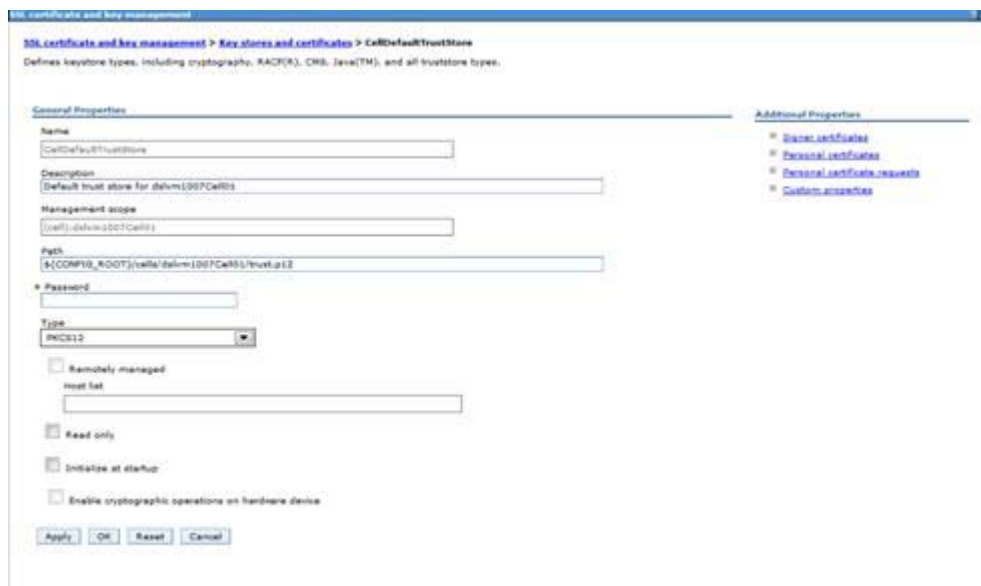 SSL certificate and key management
?
SSL certificate and key management > Key stores and certificates > CellDefaultTrustStore
Defines keystore types, including cryptography, RACF(R), CMS, Java(TM), and all truststore types.
General Properties
Name
CellDefaultTrustStore
Description
Default trust store for dslvm1007Cell01
Management scope
(cell):dslvm1007Cell01
Path
${CONFIG_ROOT}/cells/dslvm1007Cell01/trust.p12
* Password
Type
PKCS12
Remotely managed
Host list
Read only
Initialize at startup
Enable cryptographic operations on hardware device
Apply OK Reset Cancel
Additional Properties
Signer certificates
Personal certificates
Personal certificate requests
Custom properties